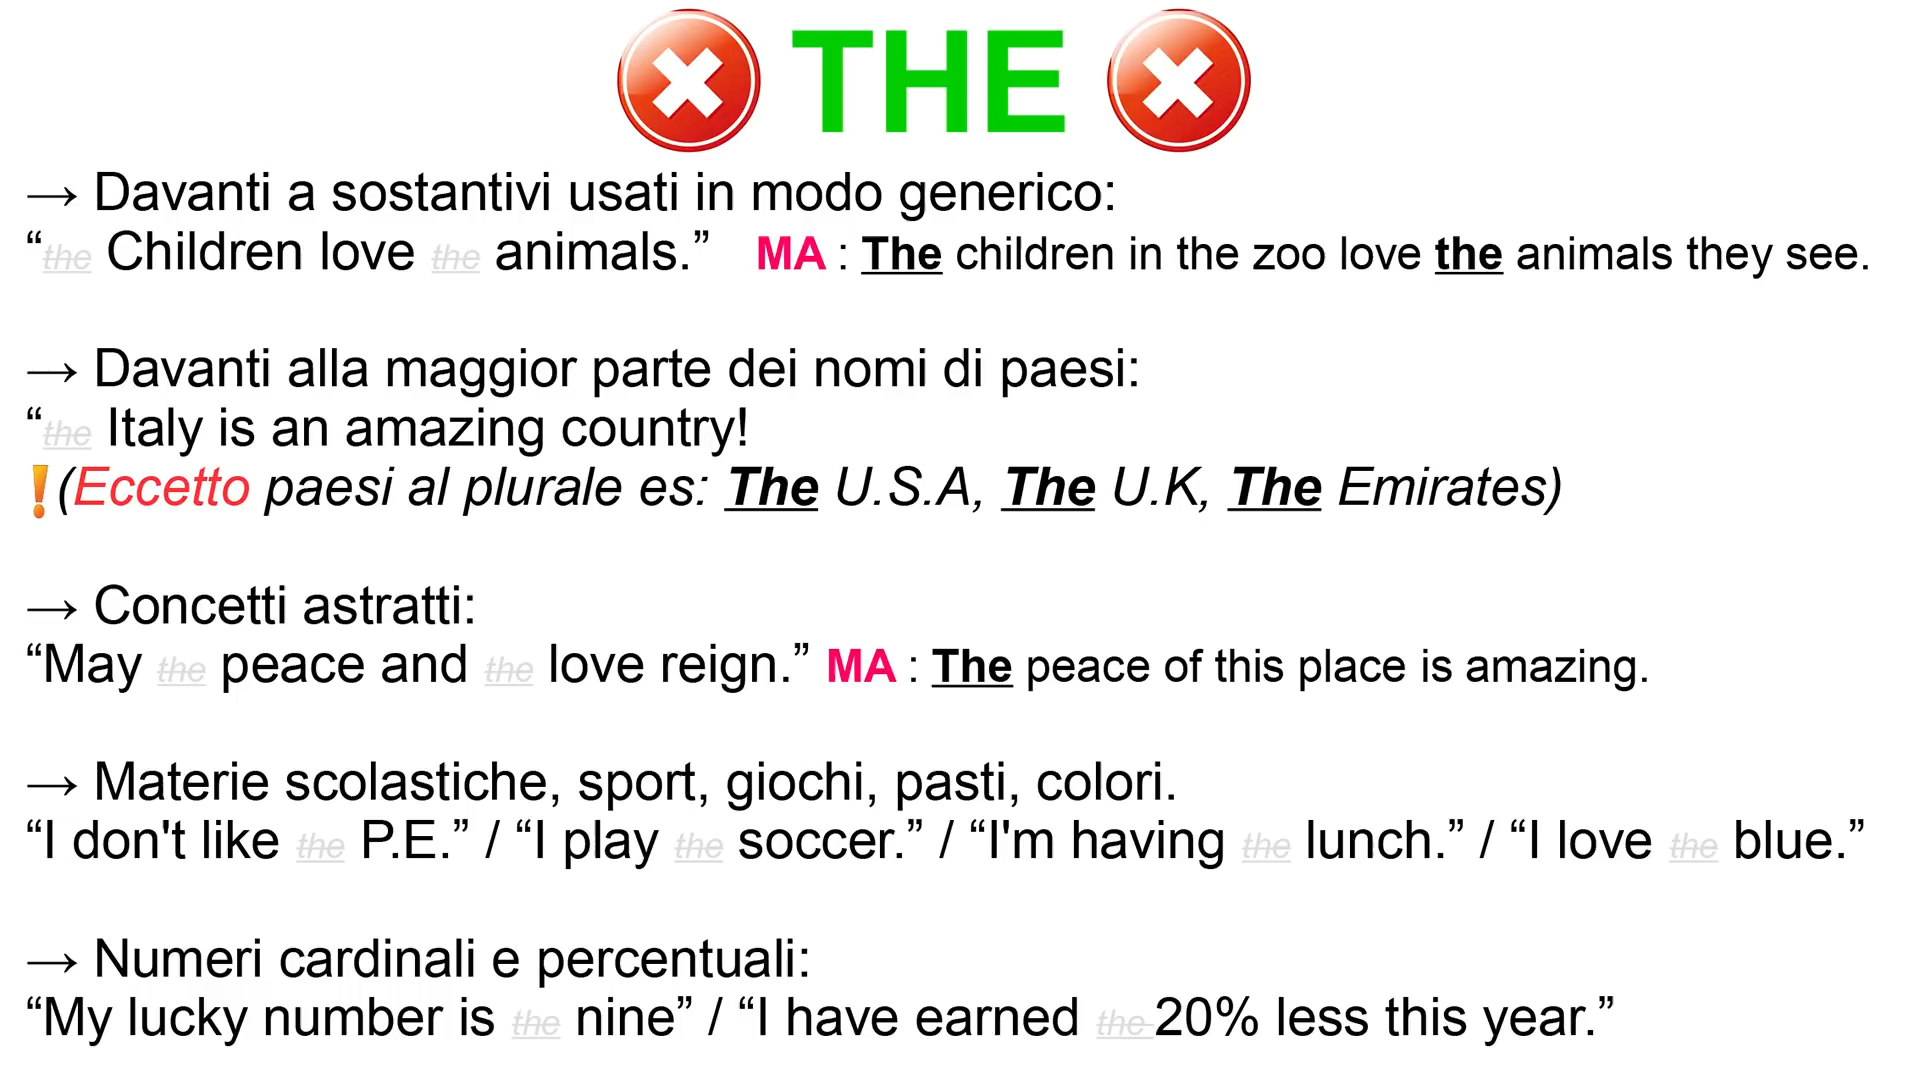 THE
→ Davanti a sostantivi usati in modo generico:
“the Children love the animals.” MA : The children in the zoo love the animals they see.
→ Davanti alla maggior parte dei nomi di paesi:
“the Italy is an amazing country!
(Eccetto paesi al plurale es: The U.S.A, The U.K, The Emirates)
→ Concetti astratti:
“May the peace and the love reign.” MA : The peace of this place is amazing.
→ Materie scolastiche, sport, giochi, pasti, colori.
“I don't like the P.E.” / “I play the soccer.” / “I'm having the lunch.” / “I love the blue.”
→ Numeri cardinali e percentuali:
“My lucky number is the nine” / “I have earned the 20% less this year.”